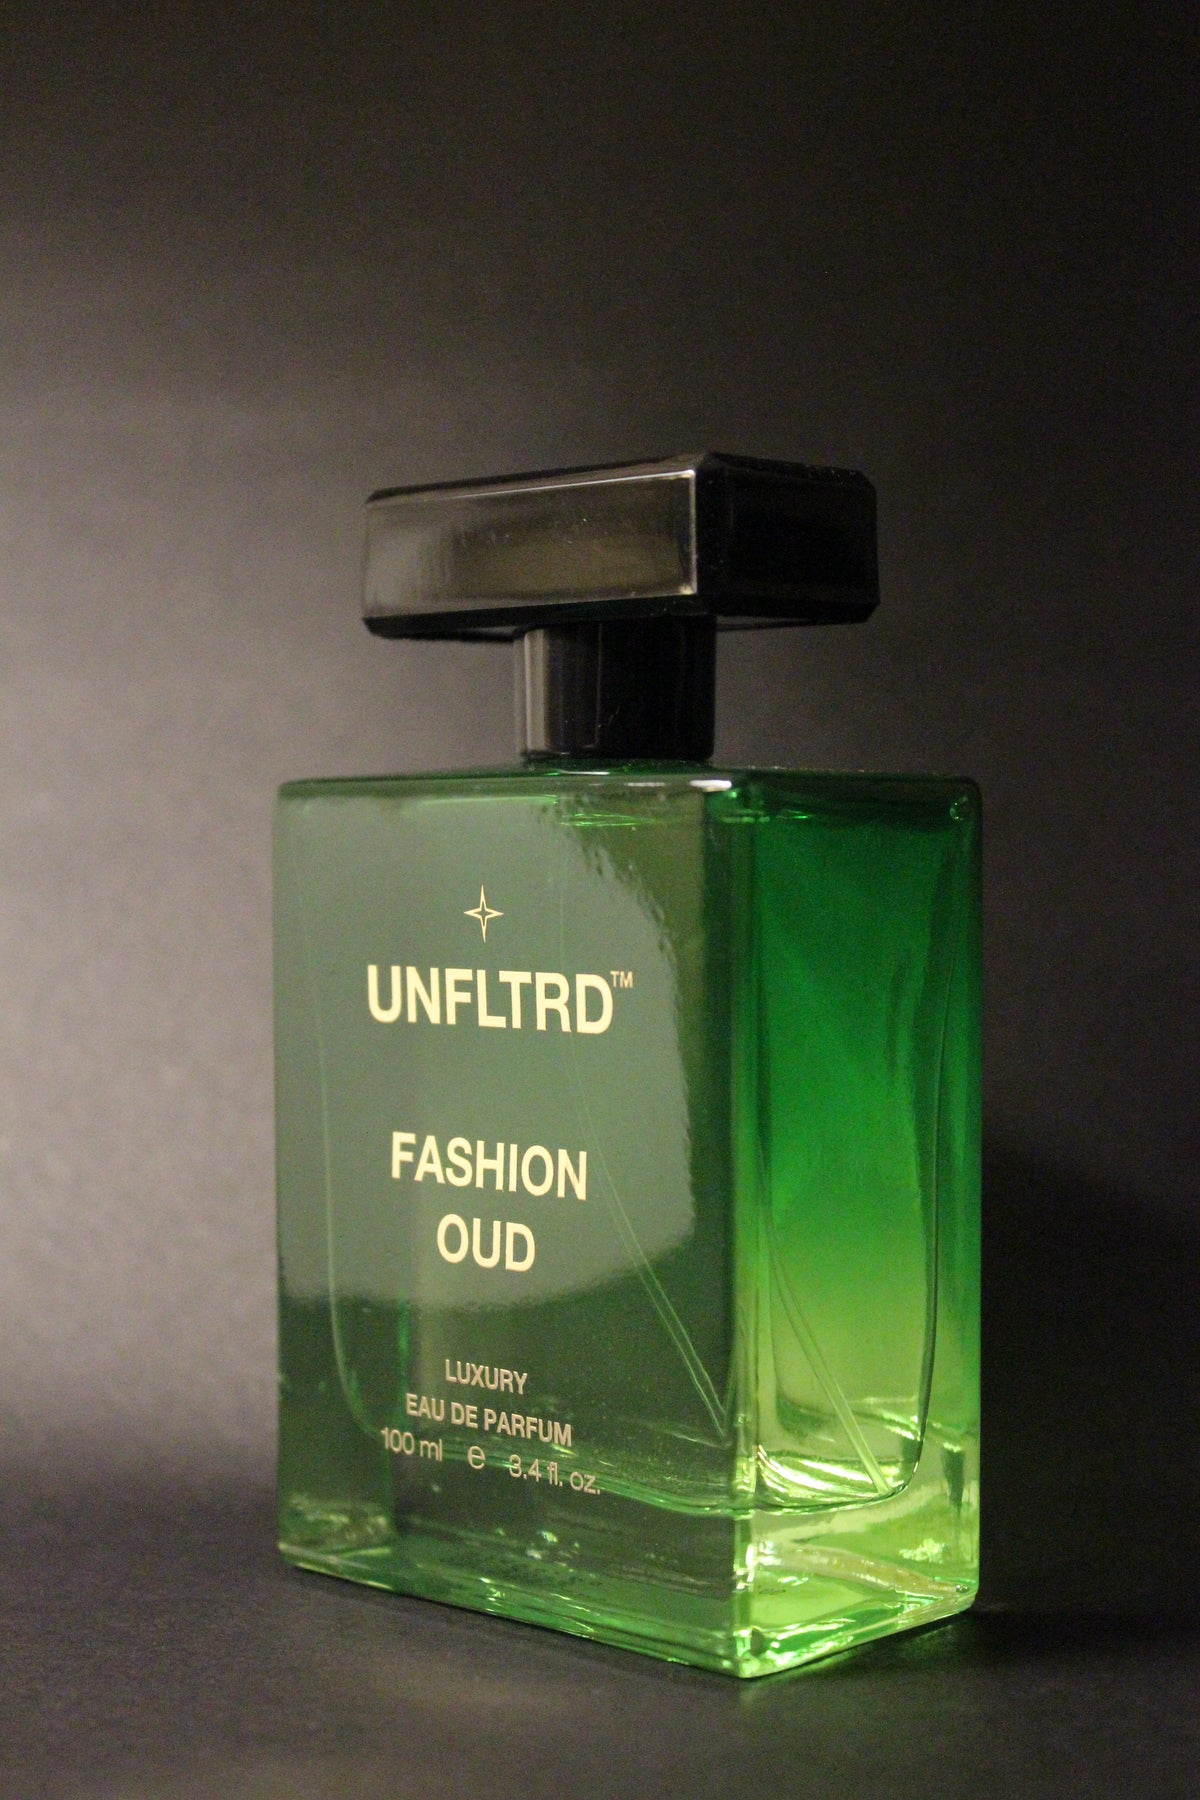 UNFLTRD™
FASHION
OUD
LUXURY
EAU DE PARFUM
100 ml ℮ 3.4 fl. oz.